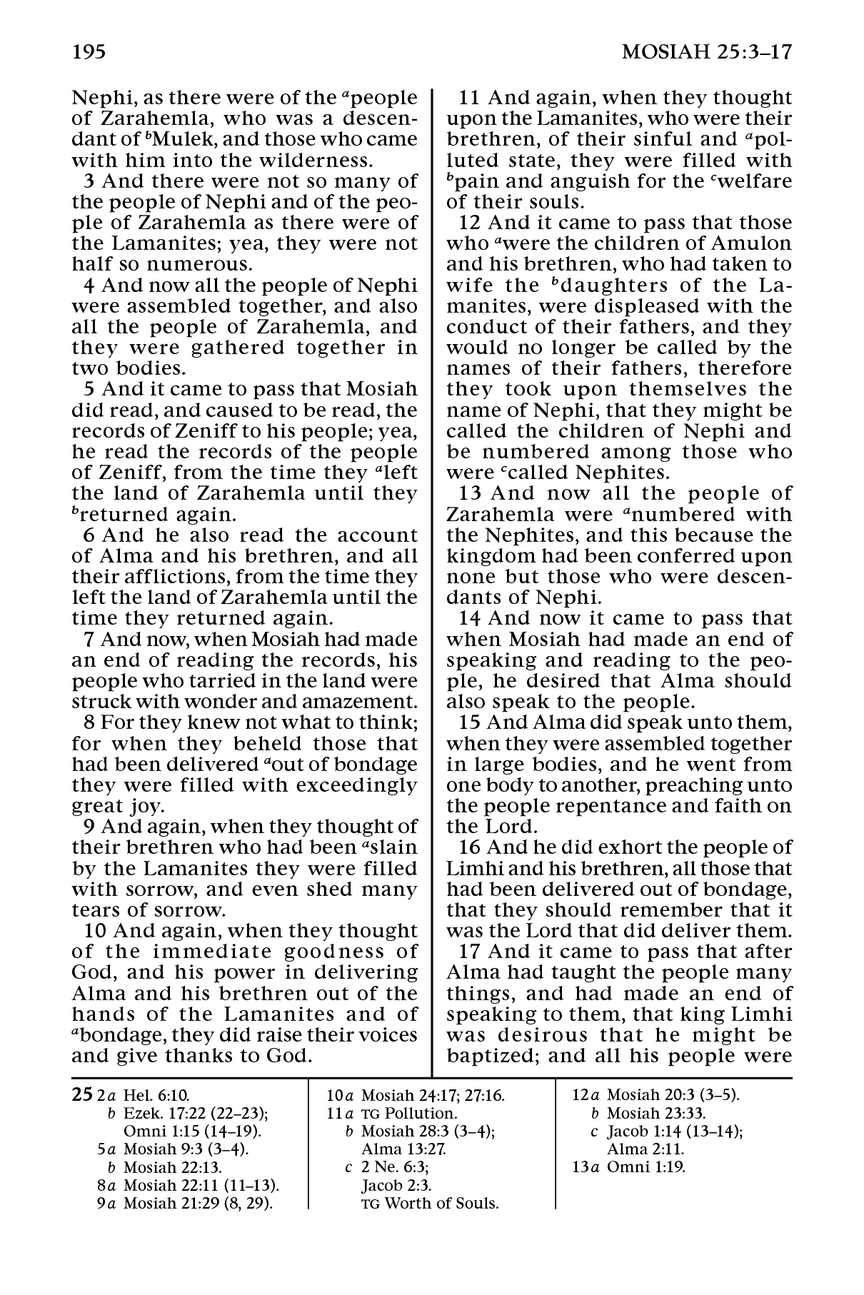 195
MOSIAH 25:3–17
Nephi, as there were of the apeople
of Zarahemla, who was a descen-
dant of bMulek, and those who came
with him into the wilderness.
3 And there were not so many of
the people of Nephi and of the peo-
ple of Zarahemla as there were of
the Lamanites; yea, they were not
half so numerous.
4 And now all the people of Nephi
were assembled together, and also
all the people of Zarahemla, and
they were gathered together in
two bodies.
5 And it came to pass that Mosiah
did read, and caused to be read, the
records of Zeniff to his people; yea,
he read the records of the people
of Zeniff, from the time they aleft
the land of Zarahemla until they
breturned again.
6 And he also read the account
of Alma and his brethren, and all
their afflictions, from the time they
left the land of Zarahemla until the
time they returned again.
7 And now, when Mosiah had made
an end of reading the records, his
people who tarried in the land were
struck with wonder and amazement.
8 For they knew not what to think;
for when they beheld those that
had been delivered aout of bondage
they were filled with exceedingly
great joy.
9 And again, when they thought of
their brethren who had been aslain
by the Lamanites they were filled
with sorrow, and even shed many
tears of sorrow.
10 And again, when they thought
of the immediate goodness of
God, and his power in delivering
Alma and his brethren out of the
hands of the Lamanites and of
abondage, they did raise their voices
and give thanks to God.
11 And again, when they thought
upon the Lamanites, who were their
brethren, of their sinful and apol-
luted state, they were filled with
bpain and anguish for the cwelfare
of their souls.
12 And it came to pass that those
who awere the children of Amulon
and his brethren, who had taken to
wife the bdaughters of the La-
manites, were displeased with the
conduct of their fathers, and they
would no longer be called by the
names of their fathers, therefore
they took upon themselves the
name of Nephi, that they might be
called the children of Nephi and
be numbered among those who
were ccalled Nephites.
13 And now all the people of
Zarahemla were anumbered with
the Nephites, and this because the
kingdom had been conferred upon
none but those who were descen-
dants of Nephi.
14 And now it came to pass that
when Mosiah had made an end of
speaking and reading to the peo-
ple, he desired that Alma should
also speak to the people.
15 And Alma did speak unto them,
when they were assembled together
in large bodies, and he went from
one body to another, preaching unto
the people repentance and faith on
the Lord.
16 And he did exhort the people of
Limhi and his brethren, all those that
had been delivered out of bondage,
that they should remember that it
was the Lord that did deliver them.
17 And it came to pass that after
Alma had taught the people many
things, and had made an end of
speaking to them, that king Limhi
was desirous that he might be
baptized; and all his people were
25 2a Hel. 6:10.
b Ezek. 17:22 (22–23);
Omni 1:15 (14–19).
5a Mosiah 9:3 (3–4).
b Mosiah 22:13.
8a Mosiah 22:11 (11–13).
9a Mosiah 21:29 (8, 29).
10a Mosiah 24:17; 27:16.
11a TG Pollution.
b Mosiah 28:3 (3–4);
Alma 13:27.
c 2 Ne. 6:3;
Jacob 2:3.
TG Worth of Souls.
12a Mosiah 20:3 (3–5).
b Mosiah 23:33.
c Jacob 1:14 (13–14);
Alma 2:11.
13a Omni 1:19.